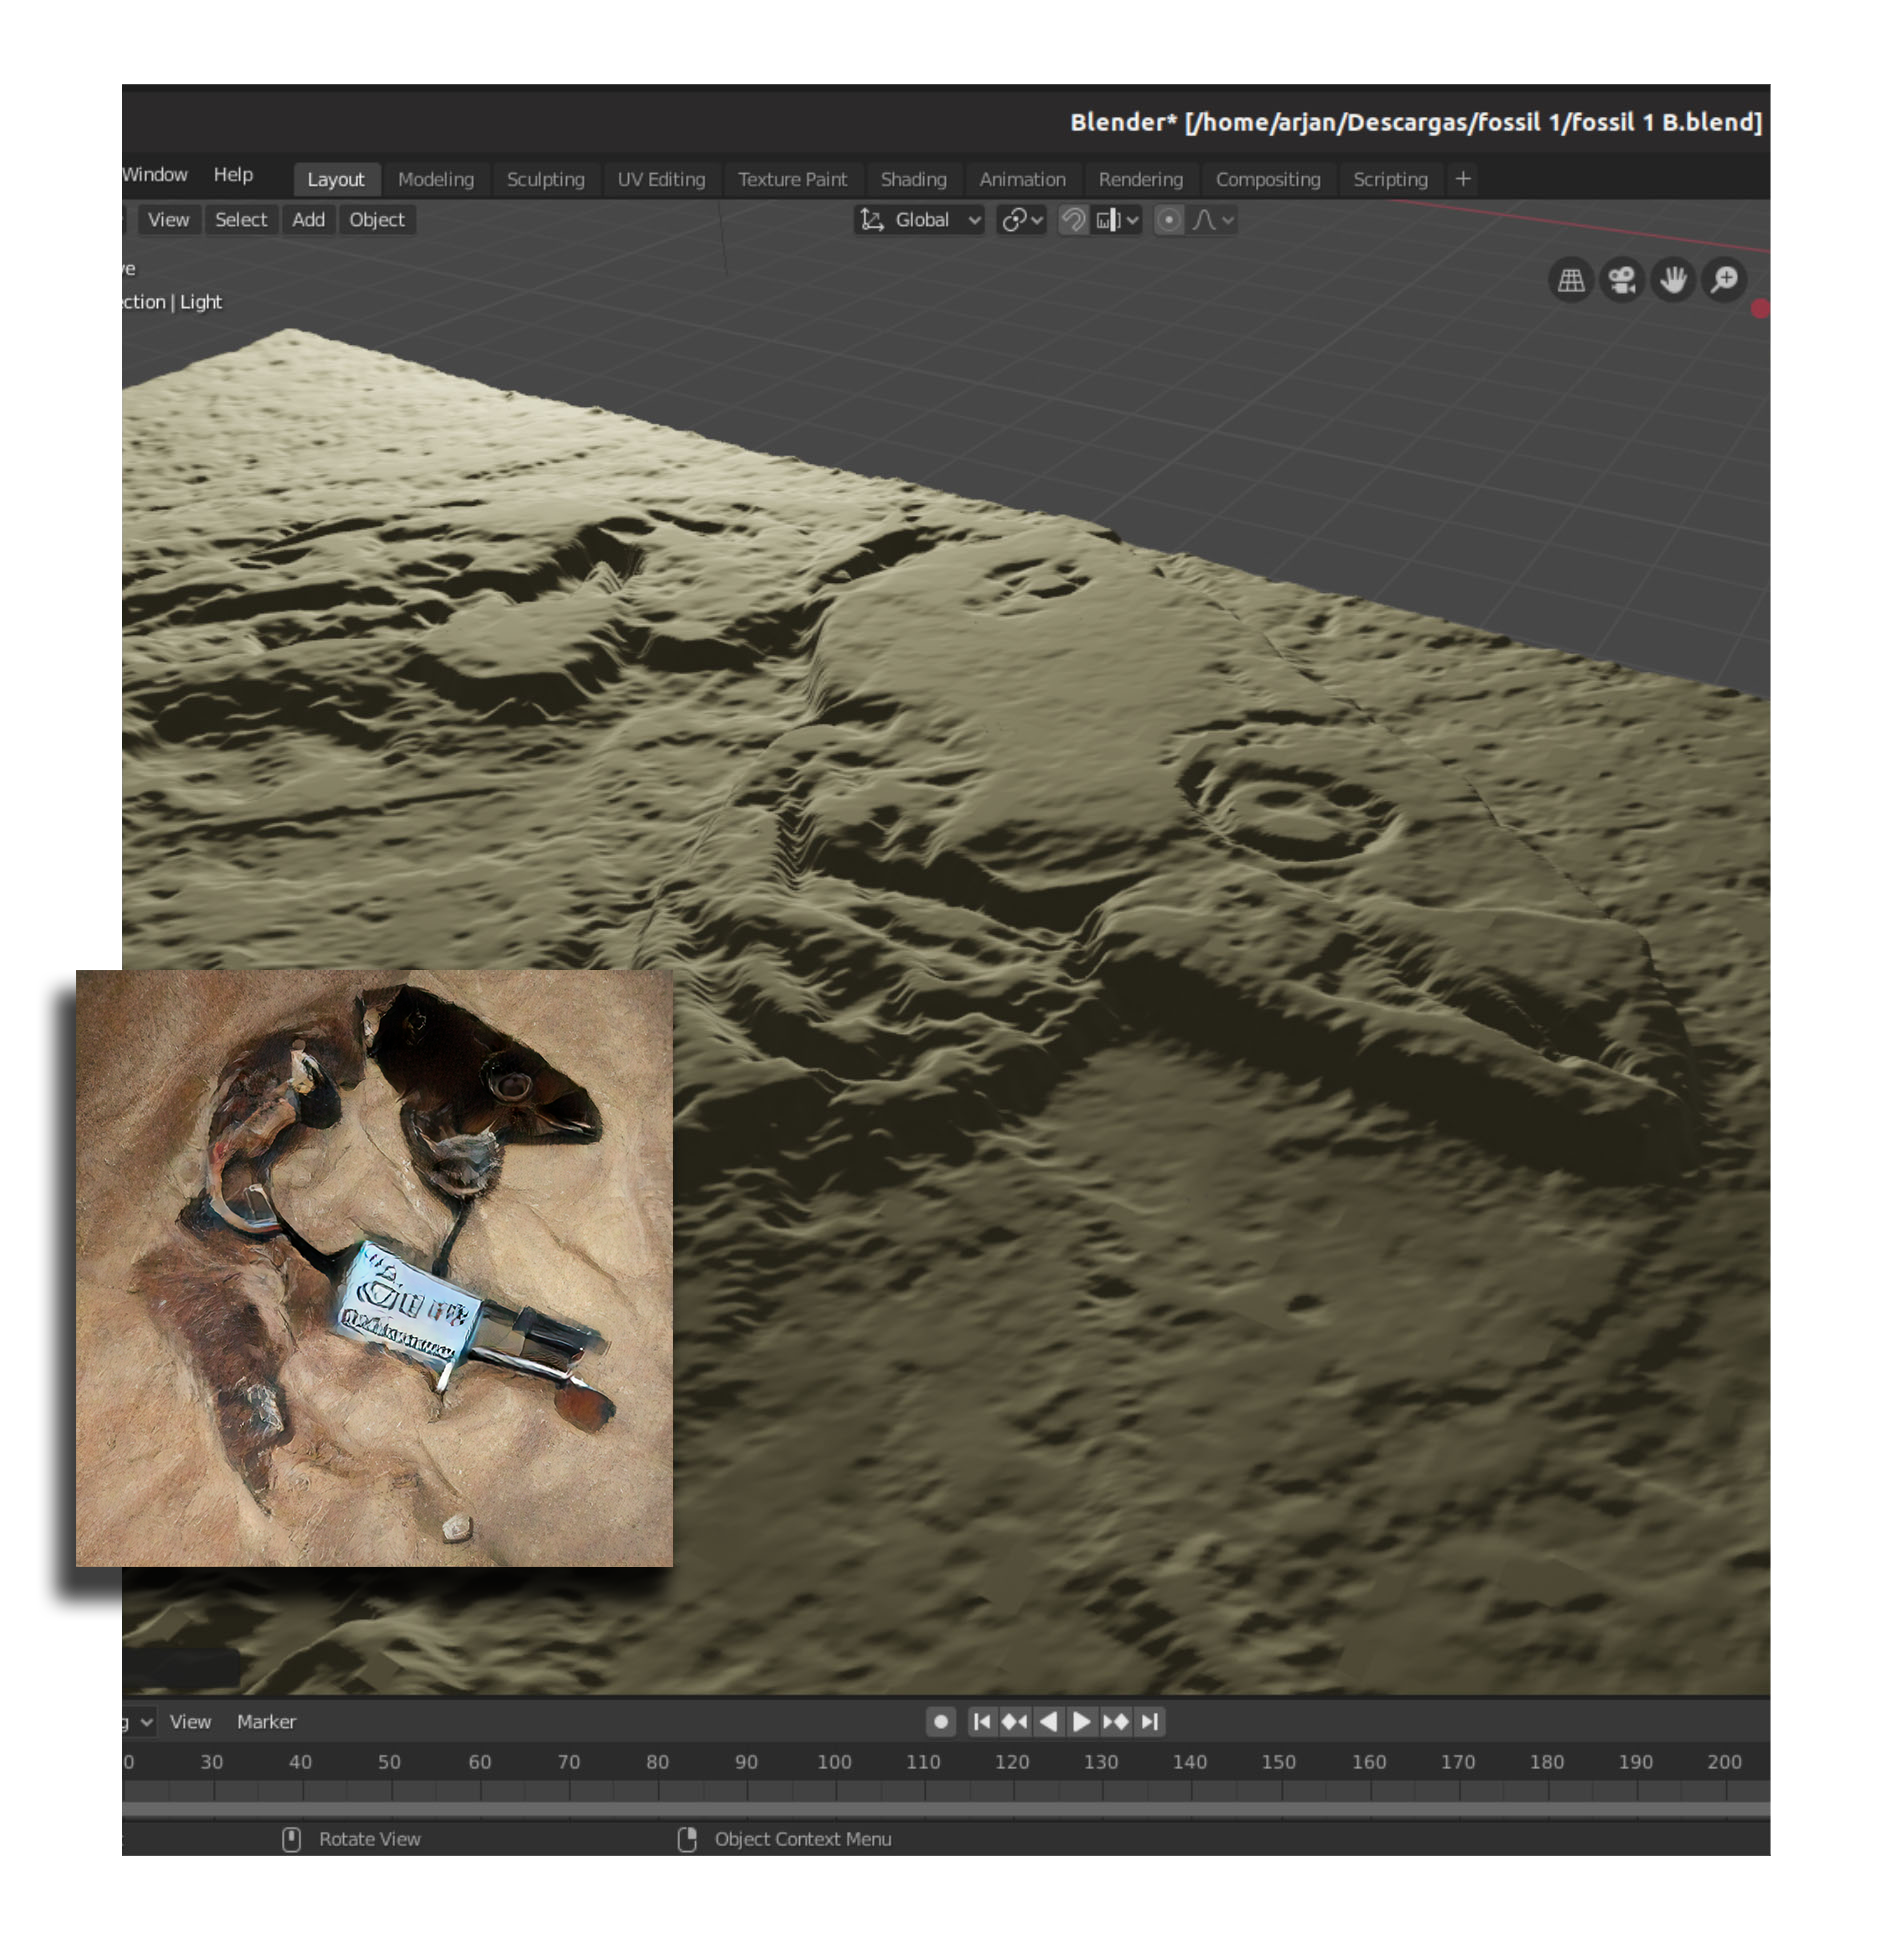 Blender* [/home/arjan/Descargas/fossil 1/fossil 1 B.blend]
Window Help Layout Modeling Sculpting UV Editing Texture Paint Shading Animation Rendering Compositing Scripting +
View Select Add Object Global
ve
ction | Light
g View Marker
0 30 40 50 60 70 80 90 100 110 120 130 140 150 160 170 180 190 200
Rotate View Object Context Menu